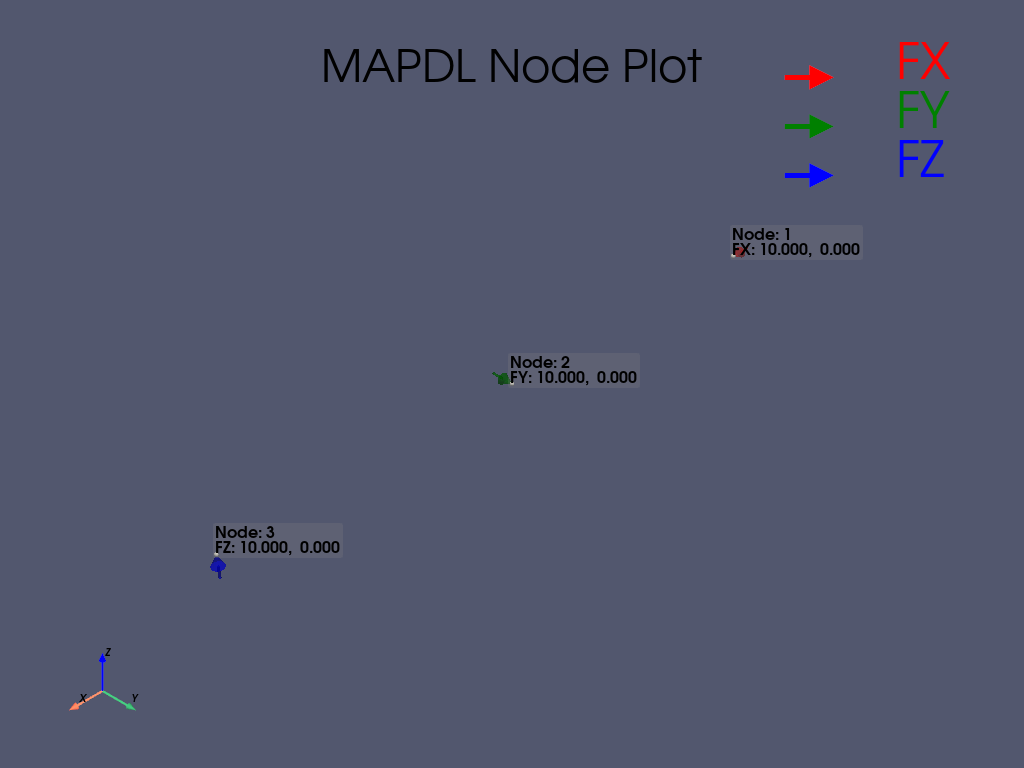 MAPDL Node Plot
FX
FY
FZ
Node: 1
FX: 10.000, 0.000
Node: 2
FY: 10.000, 0.000
Node: 3
FZ: 10.000, 0.000
Z
X
Y